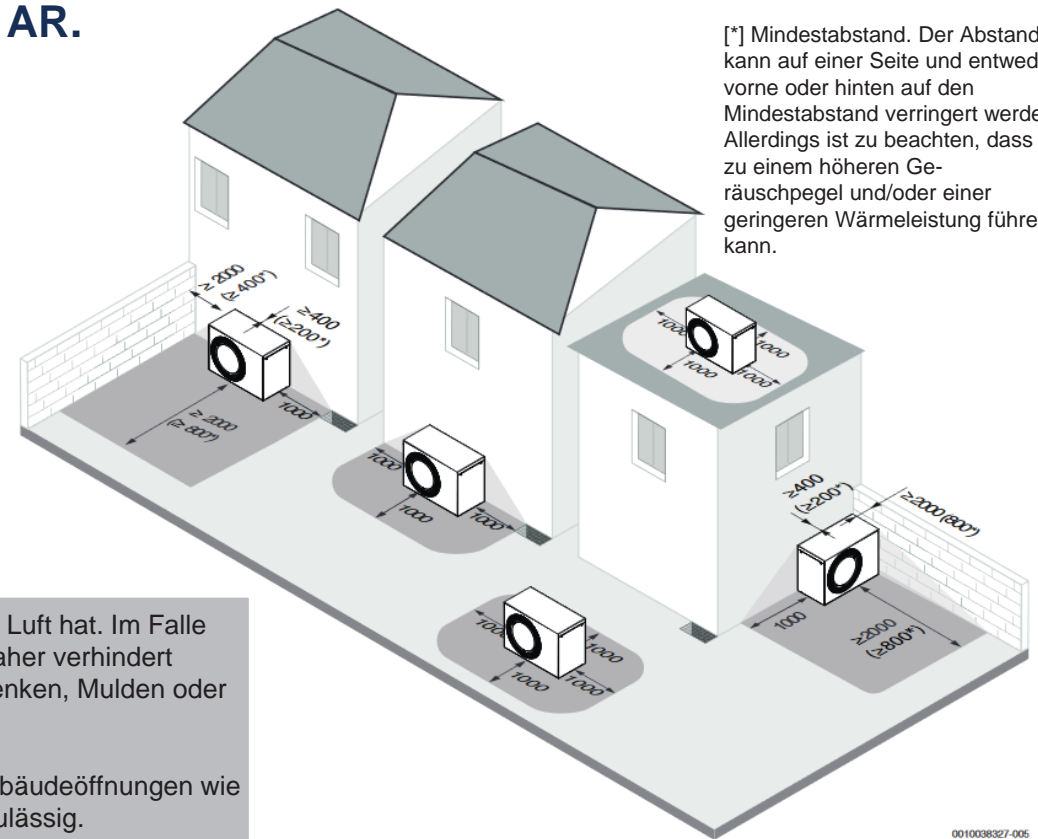 AR.
[*] Mindestabstand. Der Abstand
kann auf einer Seite und entwed
vorne oder hinten auf den
Mindestabstand verringert werde
Allerdings ist zu beachten, dass
zu einem höheren Ge-
räuschpegel und/oder einer
geringeren Wärmeleistung führe
kann.
≥ 2000
(≥ 400*)
≥400
(≥200*)
≥ 2000
(≥ 800*)
1000
1000
1000
1000
1000
1000
1000
1000
≥400
(≥200*)
≥2000 (800*)
1000
≥2000
(≥800*)
1000
1000
1000
1000
Luft hat. Im Falle
aher verhindert
enken, Mulden oder
bäudeöffnungen wie
ulässig.
0010038327-005